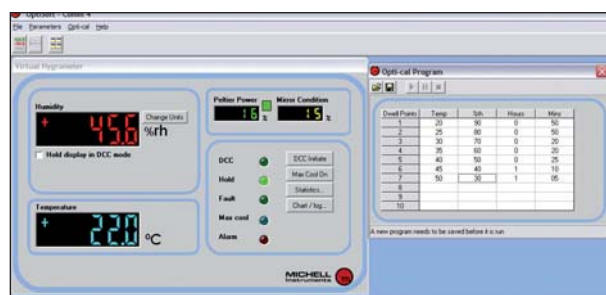 OptiSoft - Comm 4
File Parameters Opti-cal Help
Virtual Hygrometer
Humidity
+ 45.6 %rh
Change Units
Hold display in DCC mode
Temperature
+ 22.0 °C
Peltier Power Mirror Condition
16 % 15 %
DCC DCC Initiate
Hold Max Cool On
Fault Statistics...
Max cool Chart / log...
Alarm
MICHELL
Instruments
Opti-cal Program
Dwell Points Temp %rh Hours Mins
1 20 90 0 50
2 25 80 0 50
3 30 70 0 20
4 35 60 0 20
5 40 50 0 25
6 45 40 1 10
7 50 30 1 05
8
9
10
A new program needs to be saved before it is run